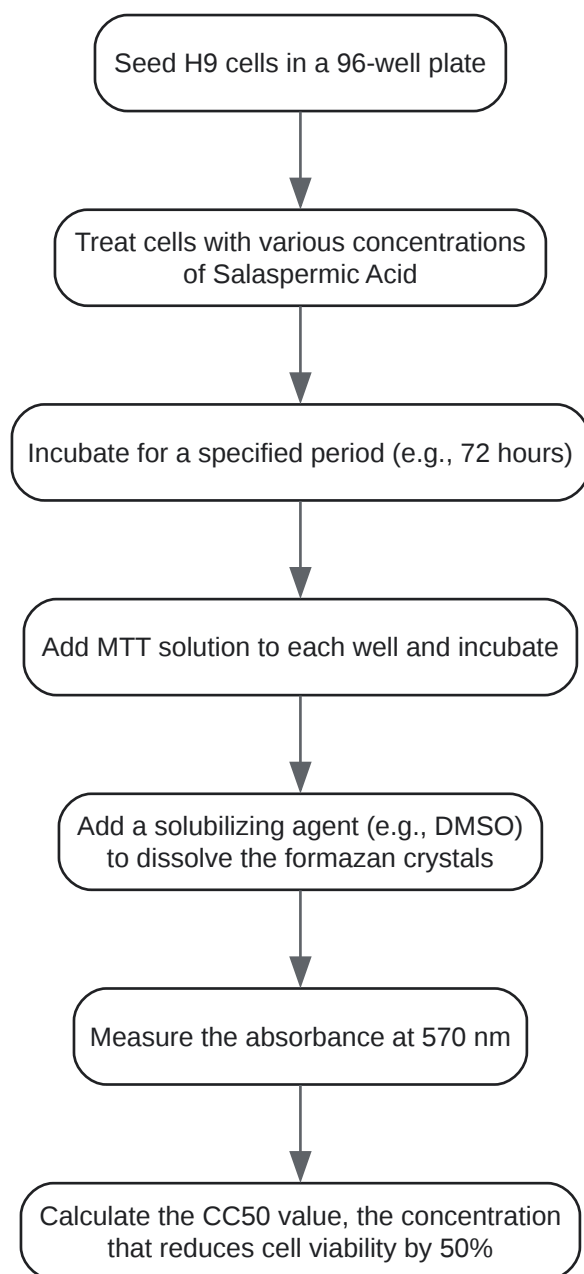 Seed H9 cells in a 96-well plate
Treat cells with various concentrations
of Salaspermic Acid
Incubate for a specified period (e.g., 72 hours)
Add MTT solution to each well and incubate
Add a solubilizing agent (e.g., DMSO)
to dissolve the formazan crystals
Measure the absorbance at 570 nm
Calculate the CC50 value, the concentration
that reduces cell viability by 50%